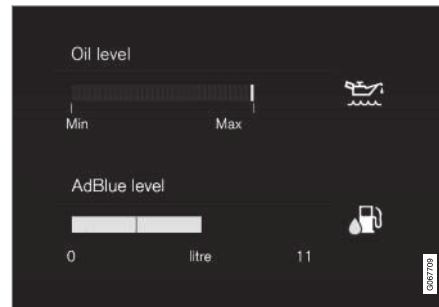 Oil level
Min Max
AdBlue level
0 litre 11
G067709